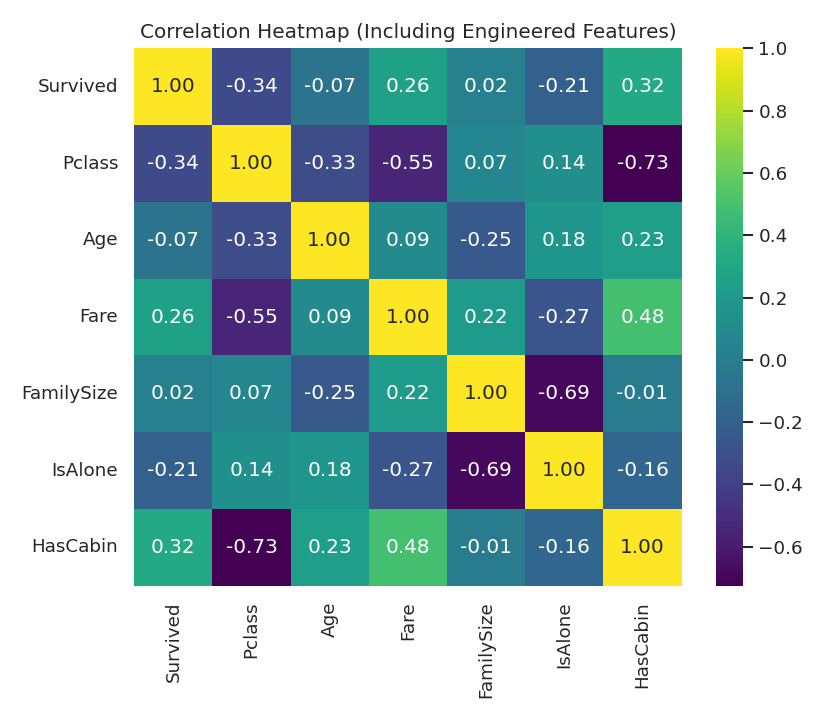 Correlation Heatmap (Including Engineered Features)
Survived 1.00 -0.34 -0.07 0.26 0.02 -0.21 0.32
Pclass -0.34 1.00 -0.33 -0.55 0.07 0.14 -0.73
Age -0.07 -0.33 1.00 0.09 -0.25 0.18 0.23
Fare 0.26 -0.55 0.09 1.00 0.22 -0.27 0.48
FamilySize 0.02 0.07 -0.25 0.22 1.00 -0.69 -0.01
IsAlone -0.21 0.14 0.18 -0.27 -0.69 1.00 -0.16
HasCabin 0.32 -0.73 0.23 0.48 -0.01 -0.16 1.00
Survived
Pclass
Age
Fare
FamilySize
IsAlone
HasCabin
1.0
0.8
0.6
0.4
0.2
0.0
−0.2
−0.4
−0.6